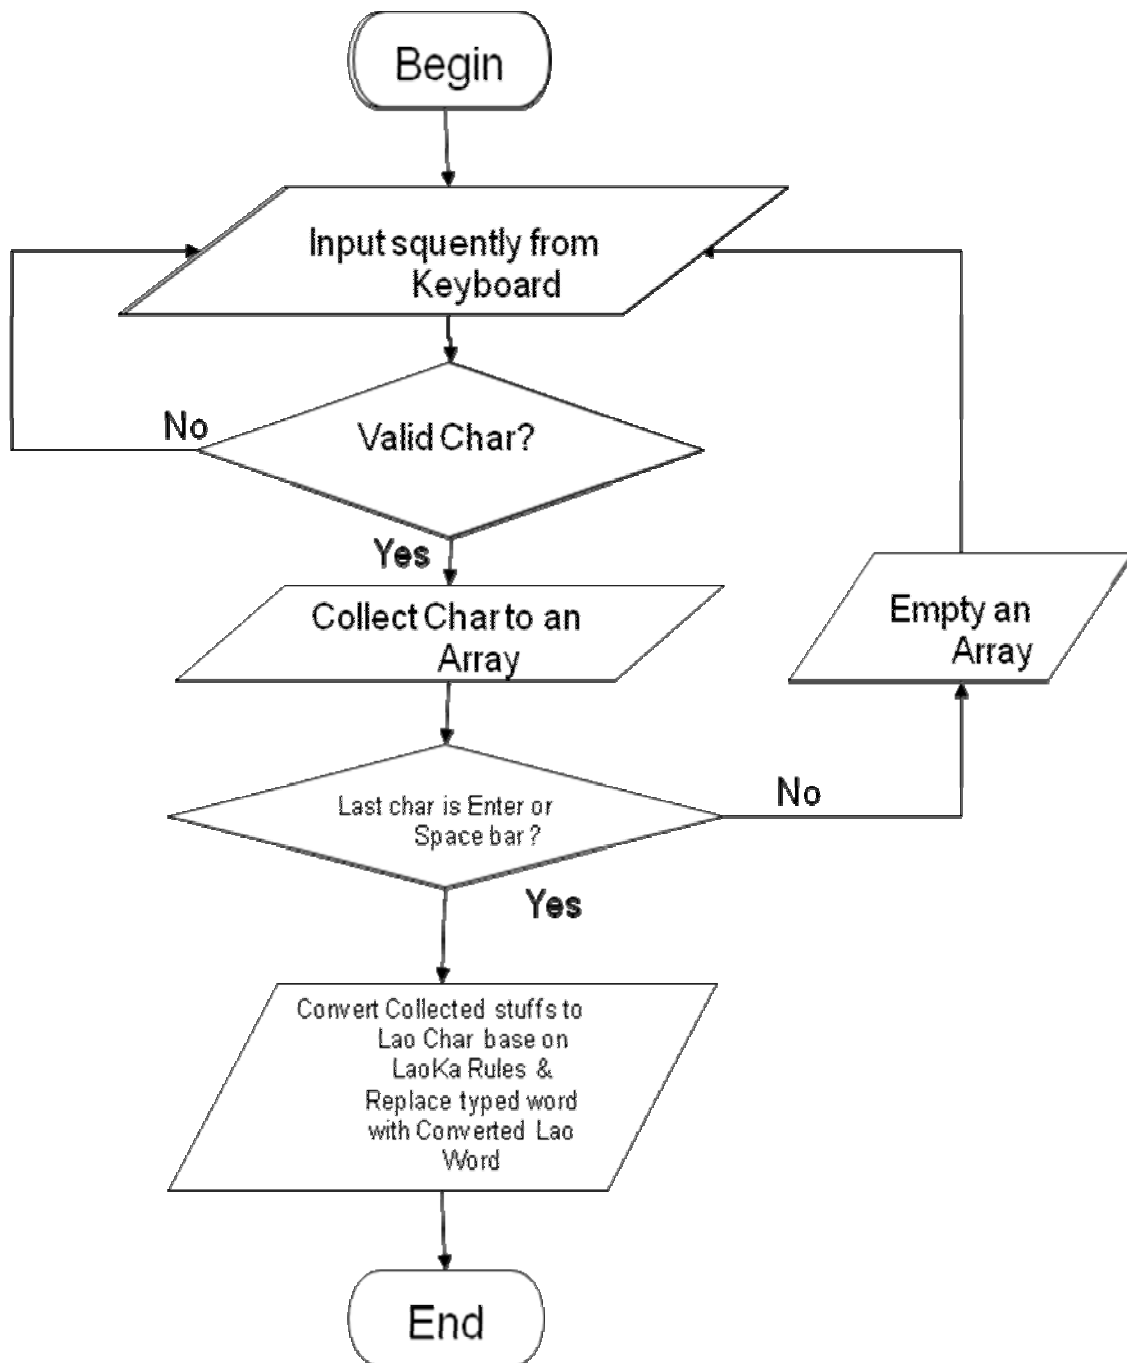 Begin
Input squently from
Keyboard
No
Valid Char?
Yes
Collect Char to an
Array
Empty an
Array
Last char is Enter or
Space bar?
No
Yes
Convert Collected stuffs to
Lao Char base on
LaoKa Rules &
Replace typed word
with Converted Lao
Word
End